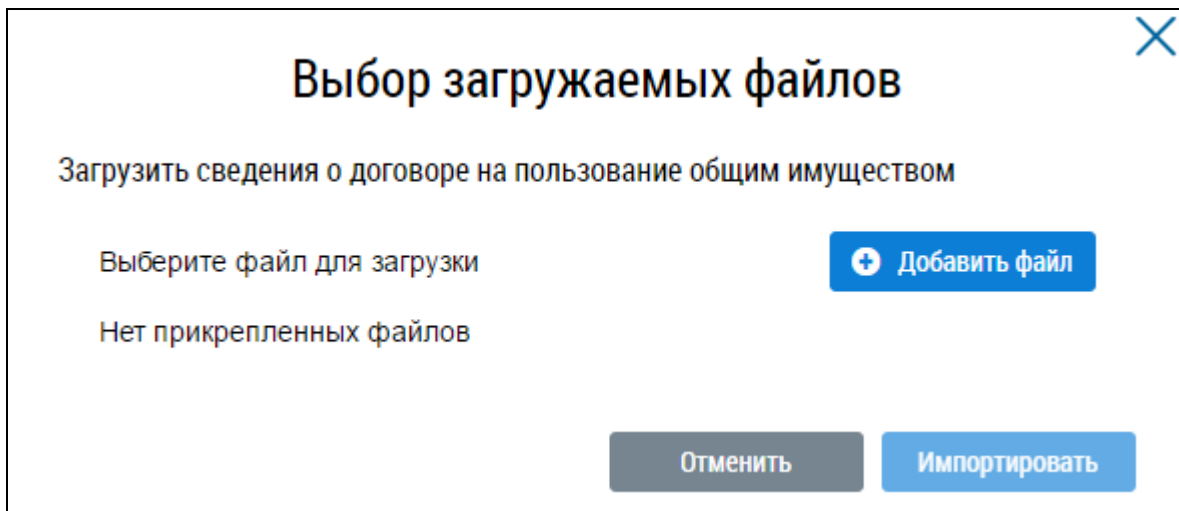 Выбор загружаемых файлов
Загрузить сведения о договоре на пользование общим имуществом
Выберите файл для загрузки
Добавить файл
Нет прикрепленных файлов
Отменить
Импортировать